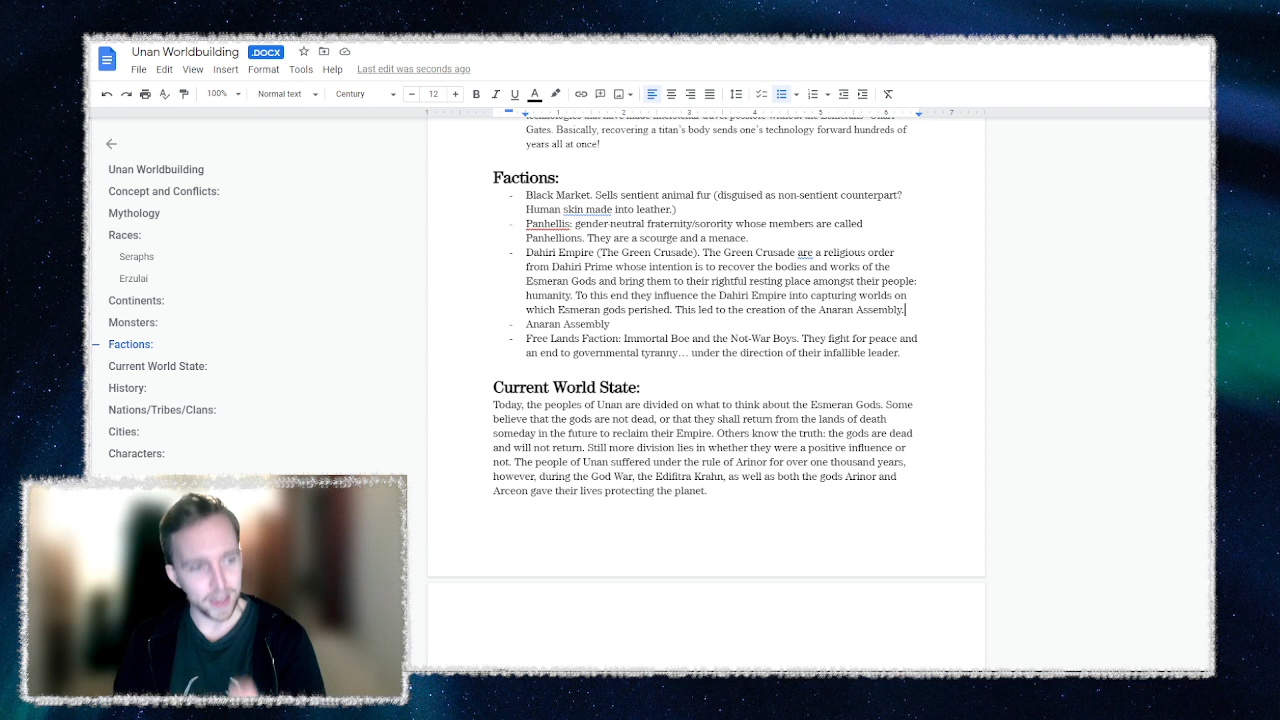 Unan Worldbuilding .DOCX
File Edit View Insert Format Tools Help Last edit was seconds ago
100% Normal text Century 12 B I U A
1 1 2 3 4 5 6 7
Gates. Basically, recovering a titan's body sends one's technology forward hundreds of
years all at once!
Unan Worldbuilding
Concept and Conflicts:
Mythology
Races:
Seraphs
Erzulai
Continents:
Monsters:
Factions:
Current World State:
History:
Nations/Tribes/Clans:
Cities:
Characters:
Factions:
- Black Market. Sells sentient animal fur (disguised as non-sentient counterpart?
Human skin made into leather.)
- Panhellis: gender-neutral fraternity/sorority whose members are called
Panhellions. They are a scourge and a menace.
- Dahiri Empire (The Green Crusade). The Green Crusade are a religious order
from Dahiri Prime whose intention is to recover the bodies and works of the
Esmeran Gods and bring them to their rightful resting place amongst their people:
humanity. To this end they influence the Dahiri Empire into capturing worlds on
which Esmeran gods perished. This led to the creation of the Anaran Assembly.
- Anaran Assembly
- Free Lands Faction: Immortal Boe and the Not-War Boys. They fight for peace and
an end to governmental tyranny… under the direction of their infallible leader.
Current World State:
Today, the peoples of Unan are divided on what to think about the Esmeran Gods. Some
believe that the gods are not dead, or that they shall return from the lands of death
someday in the future to reclaim their Empire. Others know the truth: the gods are dead
and will not return. Still more division lies in whether they were a positive influence or
not. The people of Unan suffered under the rule of Arinor for over one thousand years,
however, during the God War, the Edifitra Krahn, as well as both the gods Arinor and
Arceon gave their lives protecting the planet.